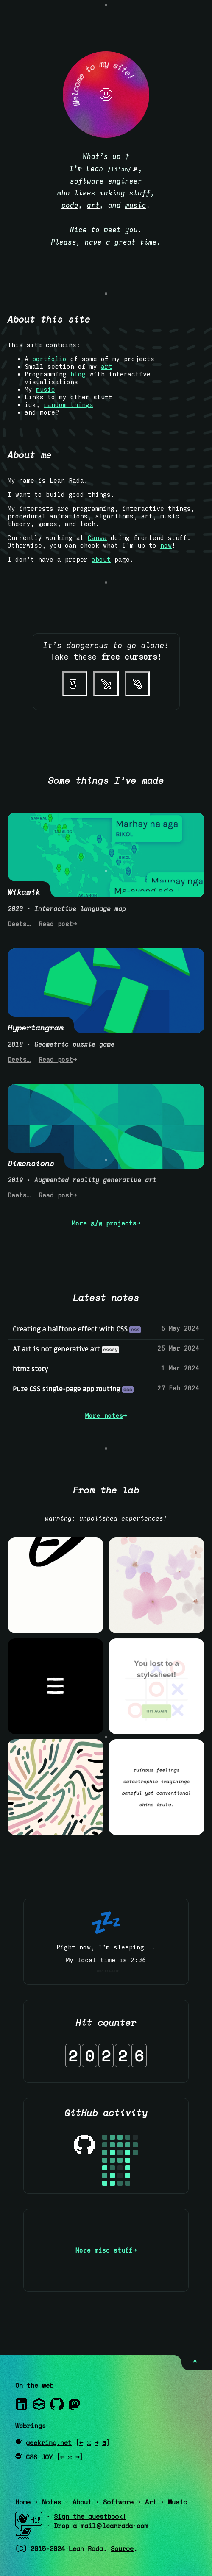 Welcome to my site!
What's up ↑
I'm Lean /liˈan/ ,
software engineer
who likes making stuff,
code, art, and music.
Nice to meet you.
Please, have a great time.
About this site
This site contains:
• A portfolio of some of my projects
• Small section of my art
• Programming blog with interactive
visualisations
• My music
• Links to my other stuff
• idk, random things
• and more?
About me
My name is Lean Rada.
I want to build good things.
My interests are programming, interactive things,
procedural animations, algorithms, art, music
theory, games, and tech.
Currently working at Canva doing frontend stuff.
Otherwise, you can check what I'm up to now!
I don't have a proper about page.
It's dangerous to go alone!
Take these free cursors!
Some things I've made
Marhay na aga
BIKOL
Wikawik
2020 · Interactive language map
Deets… Read post→
Hypertangram
2018 · Geometric puzzle game
Deets… Read post→
Dimensions
2019 · Augmented reality generative art
Deets… Read post→
More s/w projects→
Latest notes
Creating a halftone effect with CSS css 5 May 2024
AI art is not generative art essay 25 Mar 2024
htmz story 1 Mar 2024
Pure CSS single-page app routing css 27 Feb 2024
More notes→
From the lab
warning: unpolished experiences!
You lost to a
stylesheet!
TRY AGAIN
ruinous feelings
catastrophic imaginings
baneful yet conventional
shine truly.
zzz
Right now, I'm sleeping...
My local time is 2:06
Hit counter
20226
GitHub activity
More misc stuff→
On the web
Webrings
geekring.net [← → ]
CSS JOY [← → ]
Home · Notes · About · Software · Art · Music
Hi!
· Sign the guestbook!
· Drop a mail@leanrada.com
(C) 2015-2024 Lean Rada. Source.